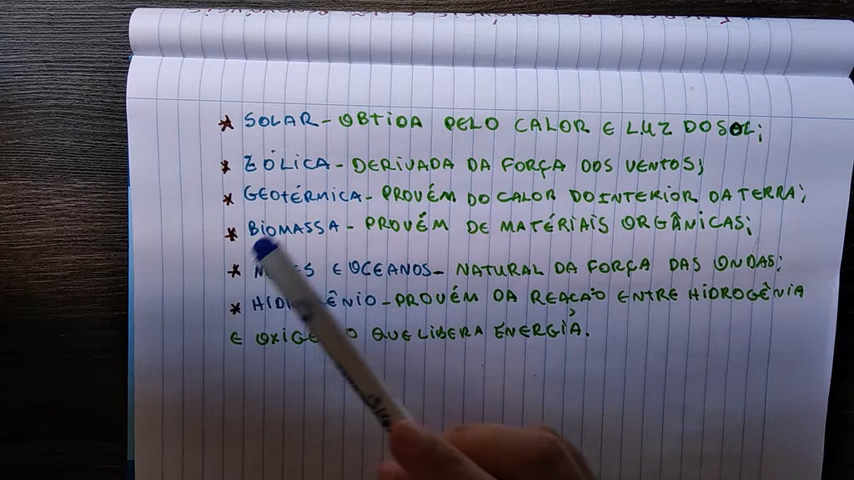 * SOLAR - OBTIDA PELO CALOR E LUZ DO SOL;
* EÓLICA - DERIVADA DA FORÇA DOS VENTOS;
* GEOTÉRMICA - PROVÉM DO CALOR DO INTERIOR DA TERRA;
* BIOMASSA - PROVÉM DE MATÉRIAIS ORGÂNICAS;
* E OCEANOS - NATURAL DA FORÇA DAS ONDAS;
* - PROVÉM DA REAÇÃO ENTRE HIDROGÊNIA
E QUE LIBERA ENERGIA.